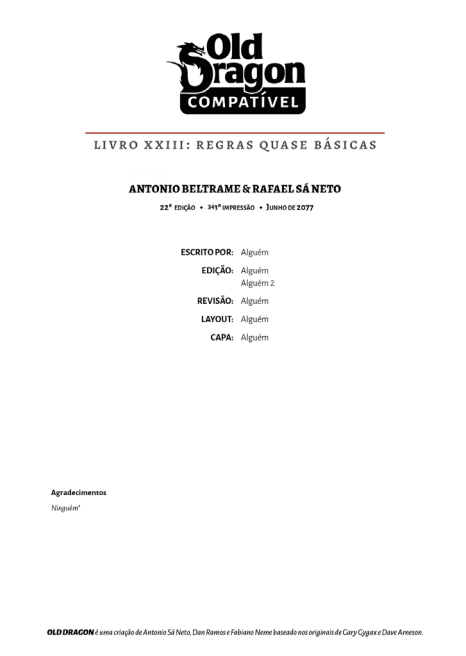 Old
Dragon
COMPATÍVEL
LIVRO XXIII: REGRAS QUASE BÁSICAS
ANTONIO BELTRAME & RAFAEL SÁ NETO
22ª EDIÇÃO • 341ª IMPRESSÃO • JUNHO DE 2077
ESCRITO POR: Alguém
EDIÇÃO: Alguém
Alguém 2
REVISÃO: Alguém
LAYOUT: Alguém
CAPA: Alguém
Agradecimentos
Ninguém"
OLD DRAGON é uma criação de Antonio Sá Neto, Dan Ramos e Fabiano Neme baseado nos originais de Gary Gygax e Dave Arneson.